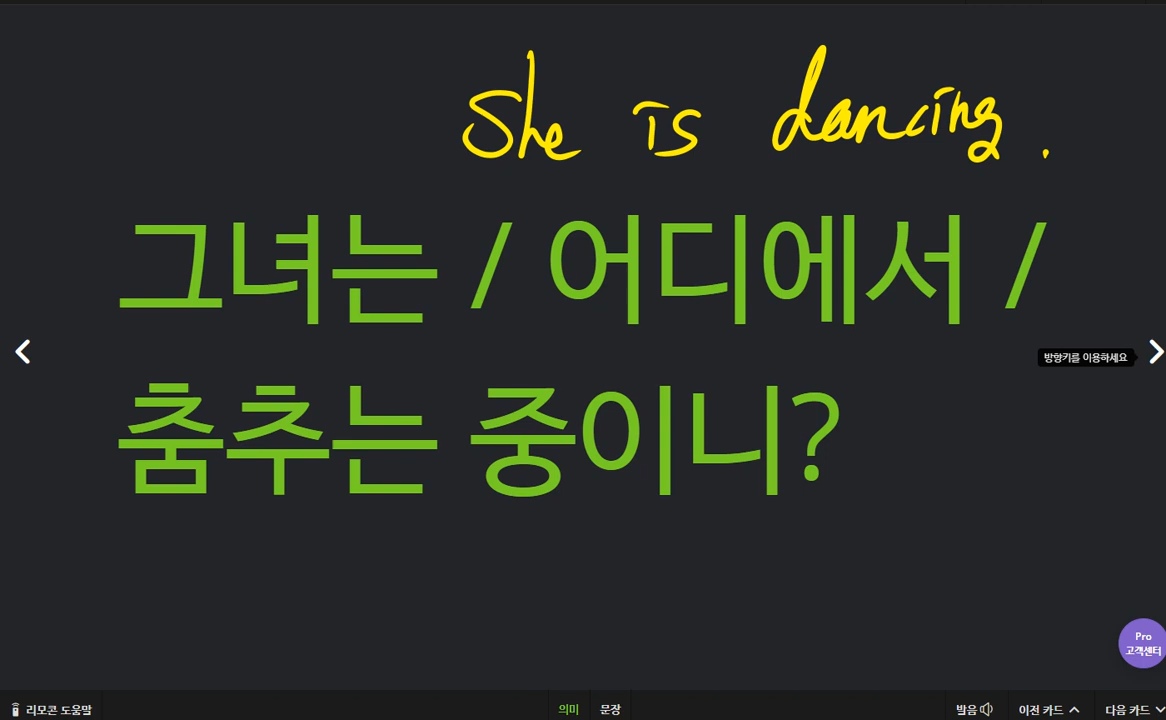 She is dancing.
그녀는 / 어디에서 /
방향키를 이용하세요
춤추는 중이니?
Pro
고객센터
리모콘 도움말 의미 문장 발음 이전 카드 다음 카드